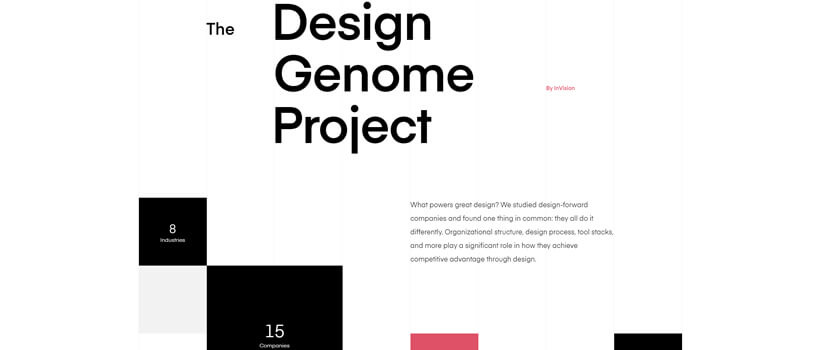 The
Design
Genome
Project
By InVision
8
Industries
What powers great design? We studied design-forward
companies and found one thing in common: they all do it
differently. Organizational structure, design process, tool stacks,
and more play a significant role in how they achieve
competitive advantage through design.
15
Companies